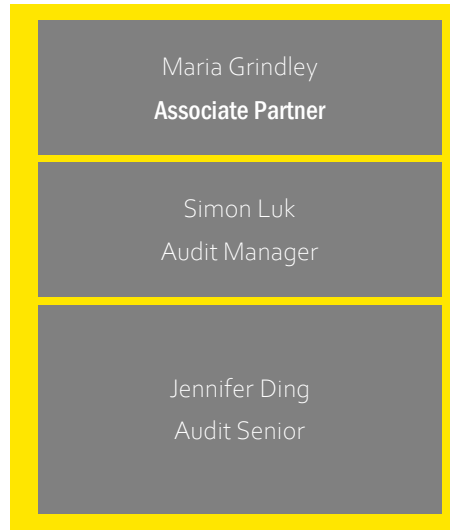 Maria Grindley
Associate Partner
Simon Luk
Audit Manager
Jennifer Ding
Audit Senior